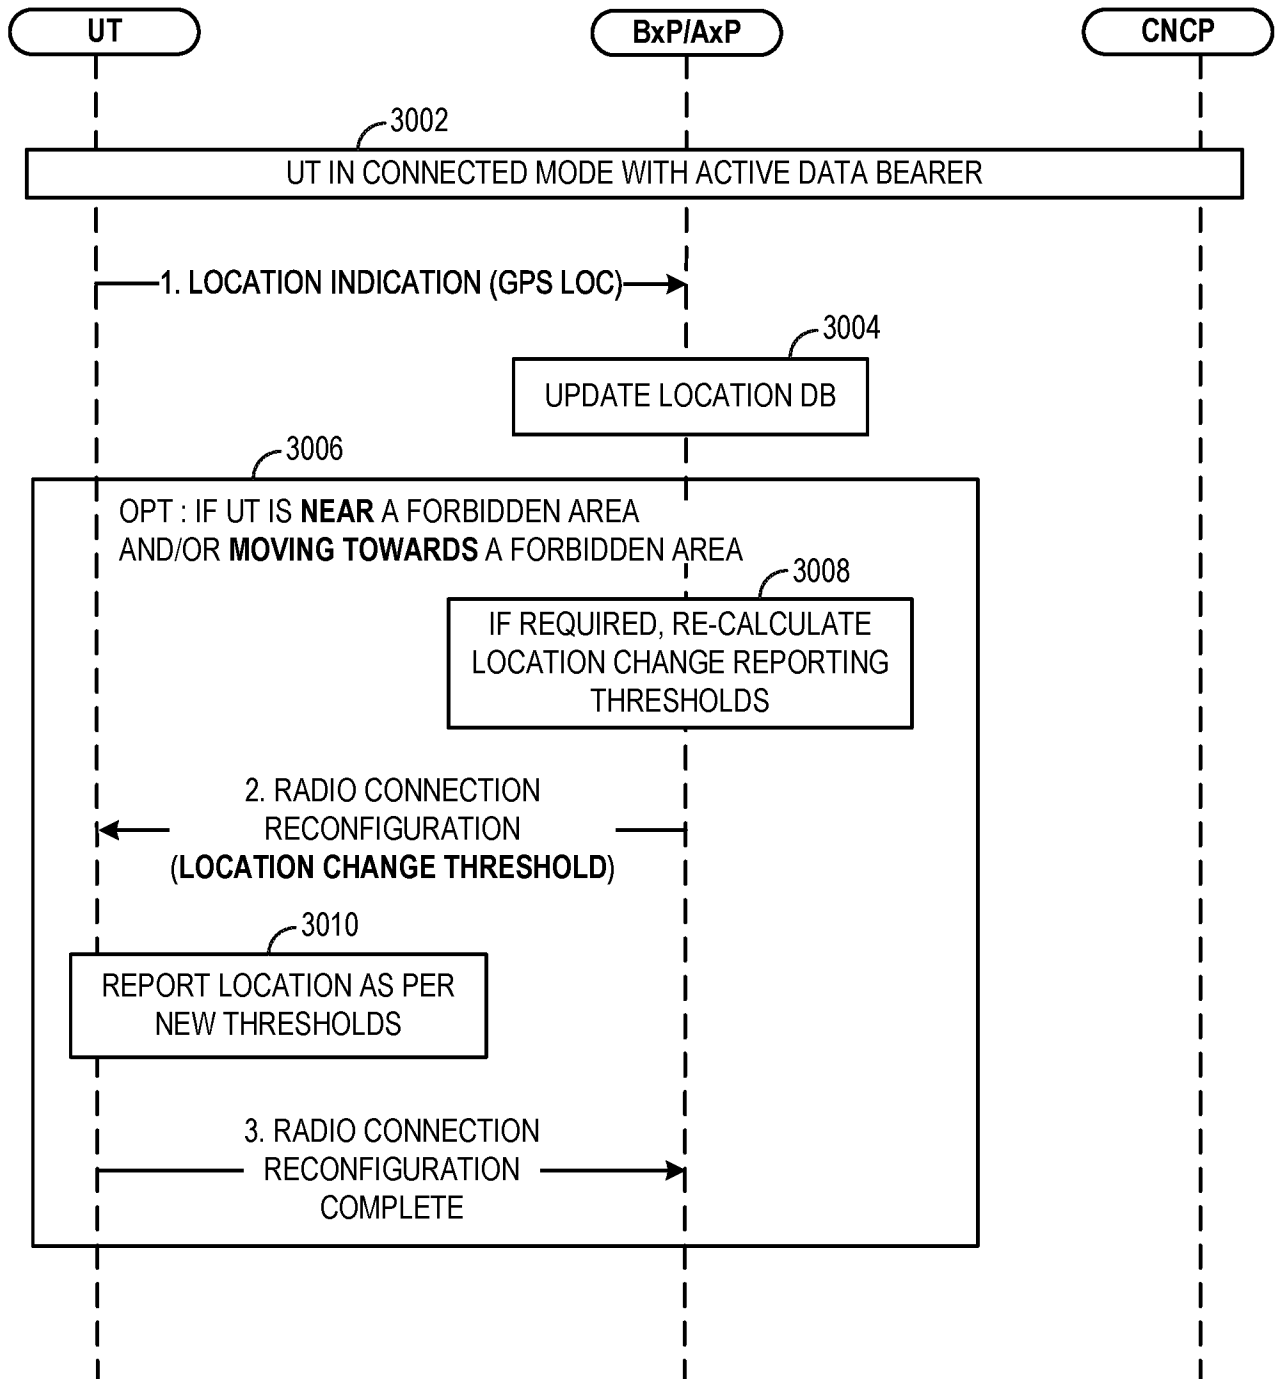 UT
BxP/AxP
CNCP
3002
UT IN CONNECTED MODE WITH ACTIVE DATA BEARER
1. LOCATION INDICATION (GPS LOC)
3004
UPDATE LOCATION DB
3006
OPT : IF UT IS NEAR A FORBIDDEN AREA
AND/OR MOVING TOWARDS A FORBIDDEN AREA
3008
IF REQUIRED, RE-CALCULATE
LOCATION CHANGE REPORTING
THRESHOLDS
2. RADIO CONNECTION
RECONFIGURATION
(LOCATION CHANGE THRESHOLD)
3010
REPORT LOCATION AS PER
NEW THRESHOLDS
3. RADIO CONNECTION
RECONFIGURATION
COMPLETE